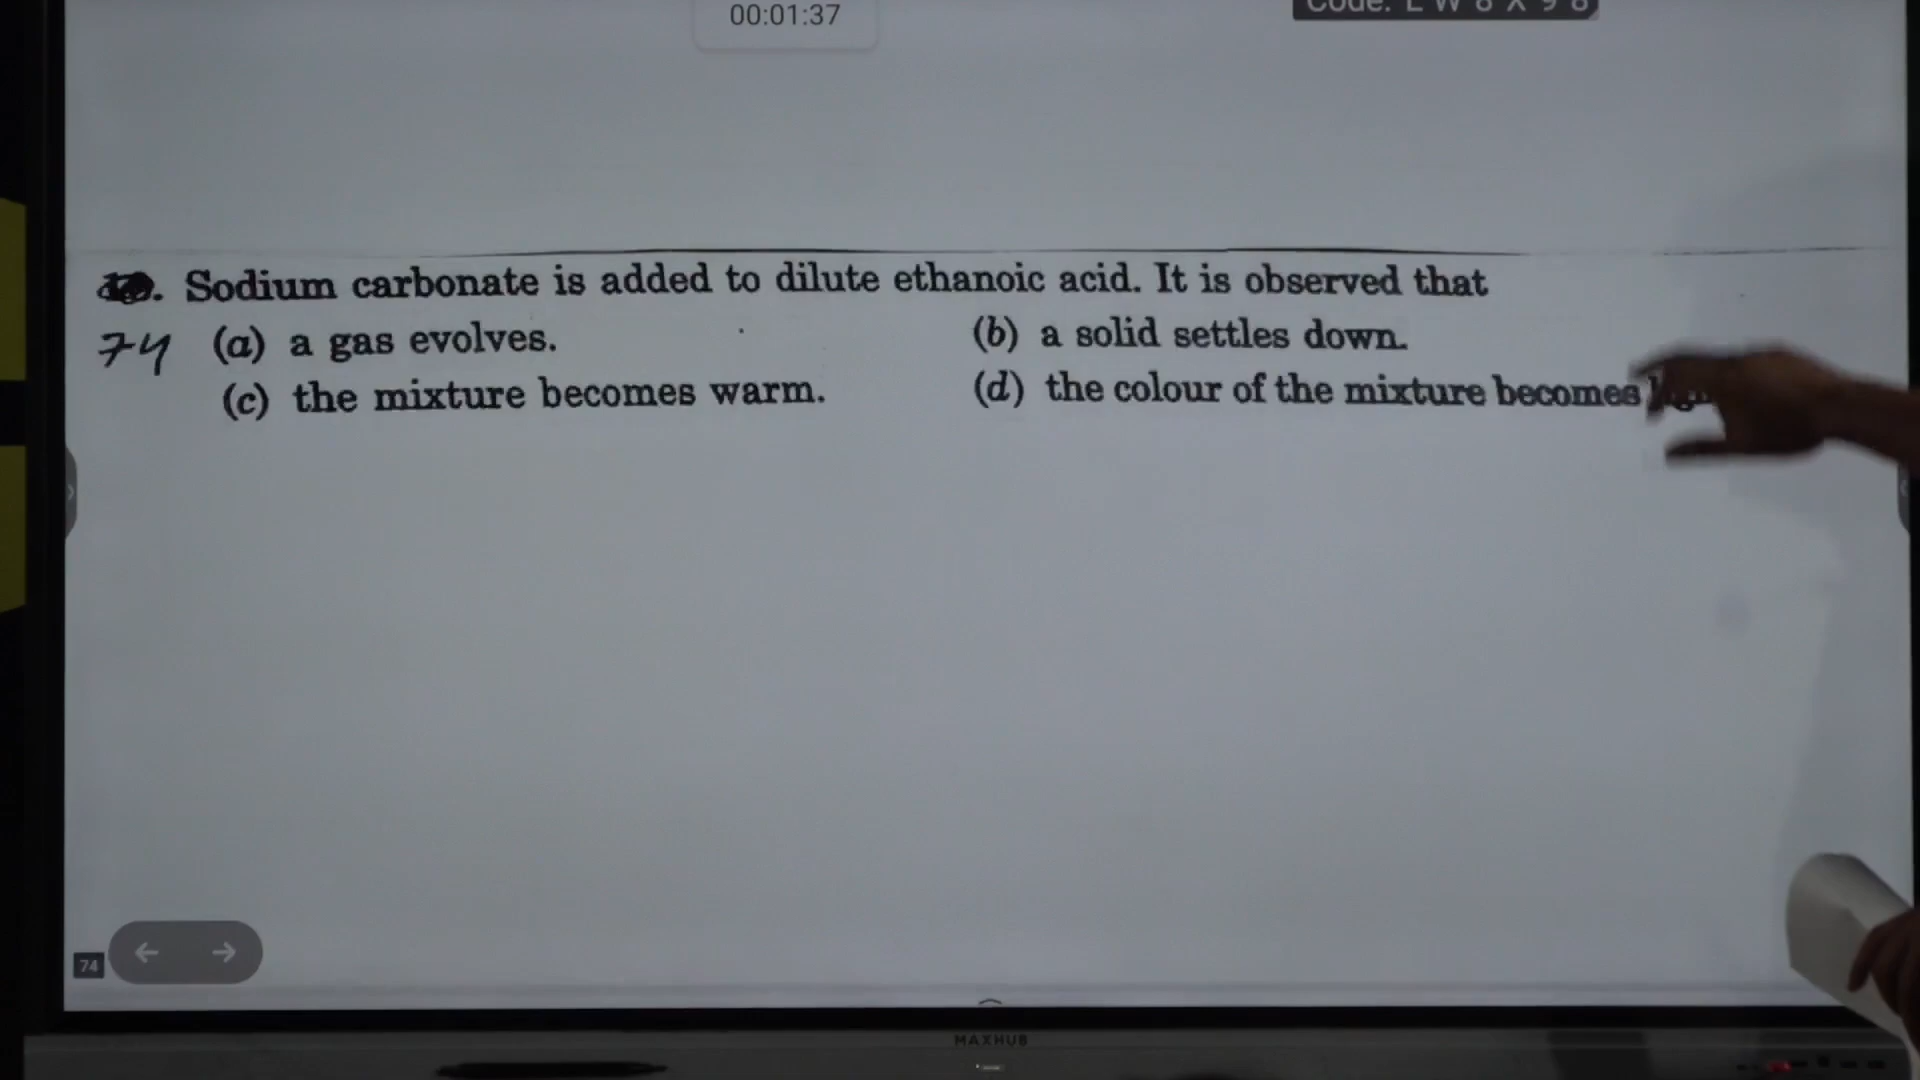 00:01:37
Code:
Sodium carbonate is added to dilute ethanoic acid. It is observed that
74 (a) a gas evolves. (b) a solid settles down.
(c) the mixture becomes warm. (d) the colour of the mixture becomes
74
MAXHUB